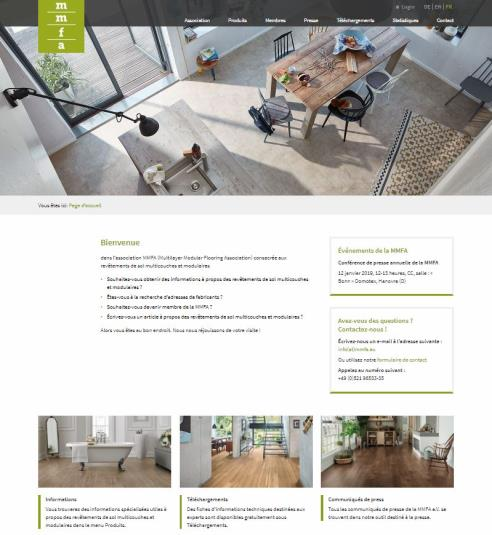 m
m
f
a
Login DE | EN | FR
Association Produits Membres Presse Téléchargements Statistiques Contact
Vous êtes ici: Page d'accueil
Bienvenue
dans l'association MMFA (Multilayer Modular Flooring Association) consacrée aux
revêtements de sol multicouches et modulaires
Souhaitez-vous obtenir des informations à propos des revêtements de sol multicouches
et modulaires ?
Êtes-vous à la recherche d'adresses de fabricants ?
Souhaitez-vous devenir membre de la MMFA ?
Écrivez-vous un article à propos des revêtements de sol multicouches et modulaires ?
Alors vous êtes au bon endroit. Nous nous réjouissons de votre visite !
Événements de la MMFA
Conférence de presse annuelle de la MMFA
12 janvier 2019, 12-13 heures, CC, salle : «
Bonn » Domotex, Hanovre (D)
Avez-vous des questions ?
Contactez-nous !
Écrivez-nous un e-mail à l'adresse suivante :
info(at)mmfa.eu
Ou utilisez notre formulaire de contact
Appelez au numéro suivant :
Informations
Vous trouverez des informations spécialisées utiles à
propos des revêtements de sol multicouches et
modulaires dans le menu Produits.
Téléchargements
Des fiches d'informations techniques destinées aux
experts sont disponibles gratuitement sous
Téléchargements.
Communiqués de press
Tous les communiqués de presse de la MMFA e.V. se
trouvent dans notre outil destiné à la presse.